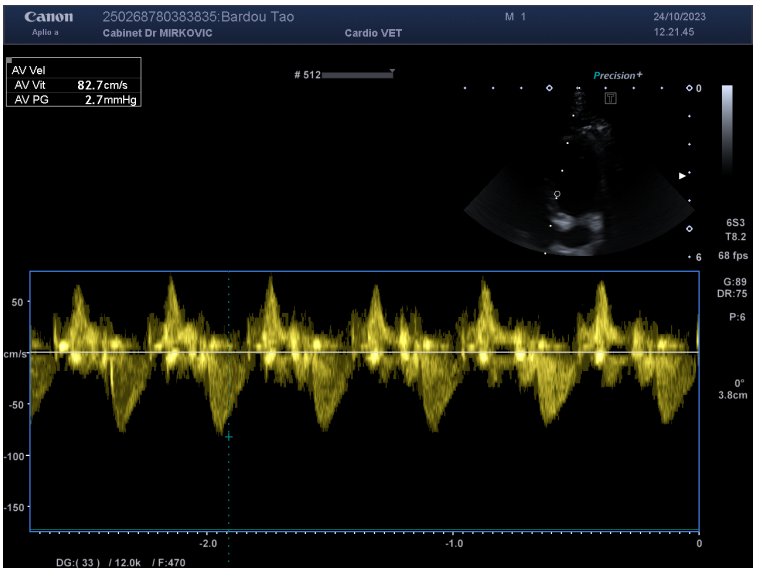 Canon
Aplio a
250268780383835:Bardou Tao
Cabinet Dr MIRKOVIC
Cardio VET
M 1
24/10/2023
12.21.45
AV Vel
AV Vit 82.7cm/s
AV PG 2.7mmHg
# 512
Precision+
T
0
6
6S3
T8.2
68 fps
G:89
DR:75
P:6
0°
3.8cm
50
cm/s
-50
-100
-150
-2.0
-1.0
0
DG:( 33 ) / 12.0k / F:470